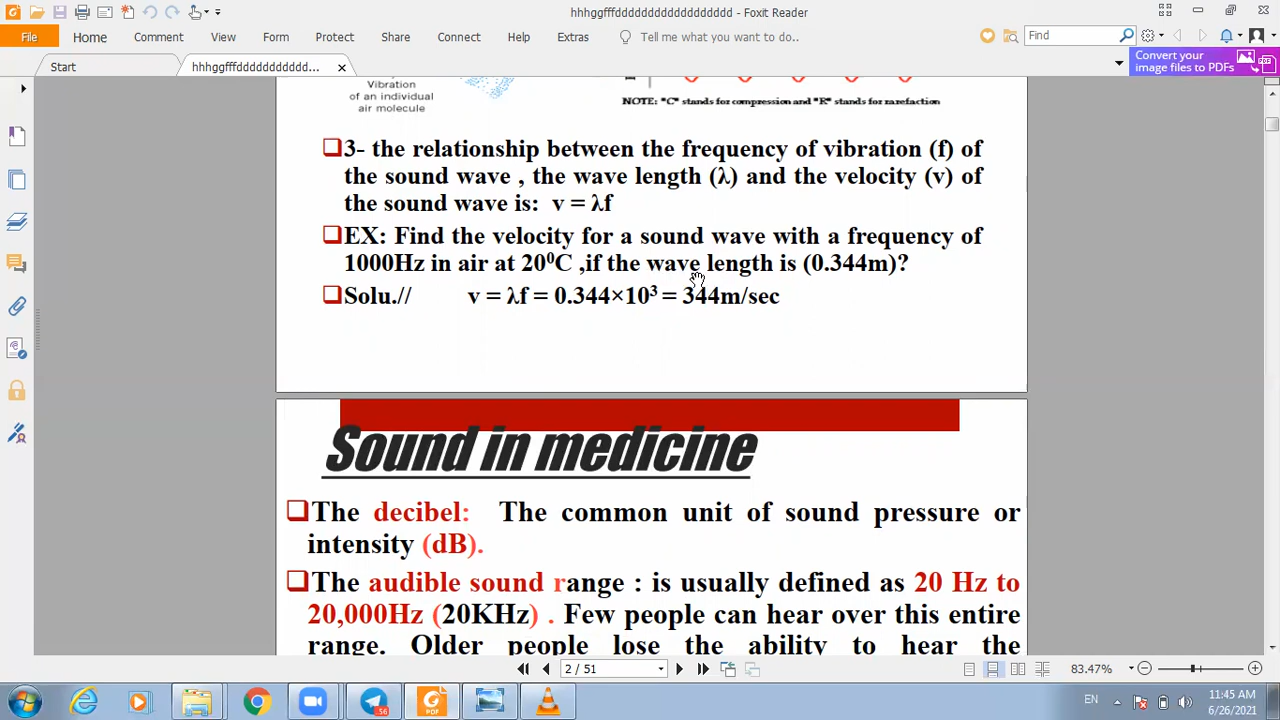 hhhggfffdddddddddddddddddd - Foxit Reader
File Home Comment View Form Protect Share Connect Help Extras Tell me what you want to do.. Find
Start hhhggfffddddddddddd...
Convert your
image files to PDFs
Vibration
of an individual
air molecule
NOTE: "C" stands for compression and "R" stands for rarefaction
3- the relationship between the frequency of vibration (f) of
the sound wave , the wave length (λ) and the velocity (v) of
the sound wave is: v = λf
EX: Find the velocity for a sound wave with a frequency of
1000Hz in air at 20⁰C ,if the wave length is (0.344m)?
Solu.// v = λf = 0.344×10³ = 344m/sec
Sound in medicine
The decibel: The common unit of sound pressure or
intensity (dB).
The audible sound range : is usually defined as 20 Hz to
20,000Hz (20KHz) . Few people can hear over this entire
range. Older people lose the ability to hear the
2 / 51 83.47%
56 EN 11:45 AM
6/26/2021